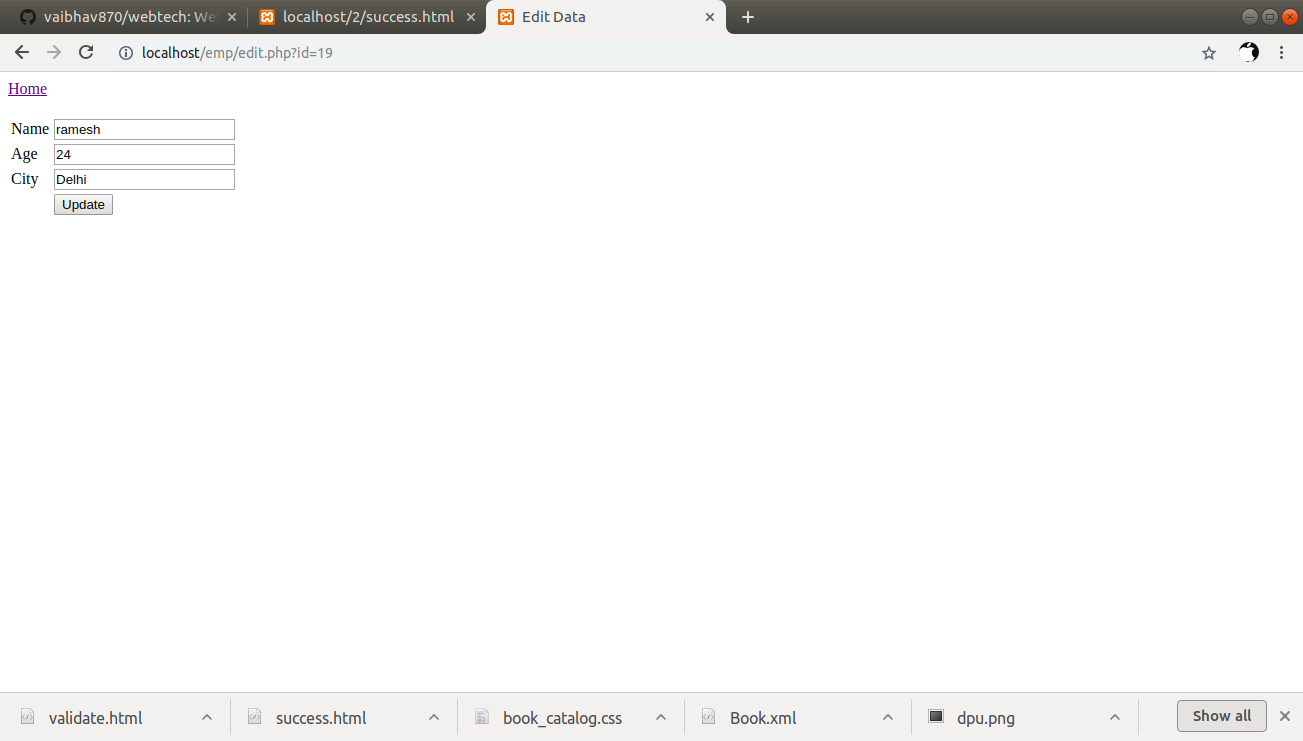 vaibhav870/webtech: We
localhost/2/success.html
Edit Data
localhost/emp/edit.php?id=19
Home
Name ramesh
Age 24
City Delhi
Update
validate.html
success.html
book_catalog.css
Book.xml
dpu.png
Show all